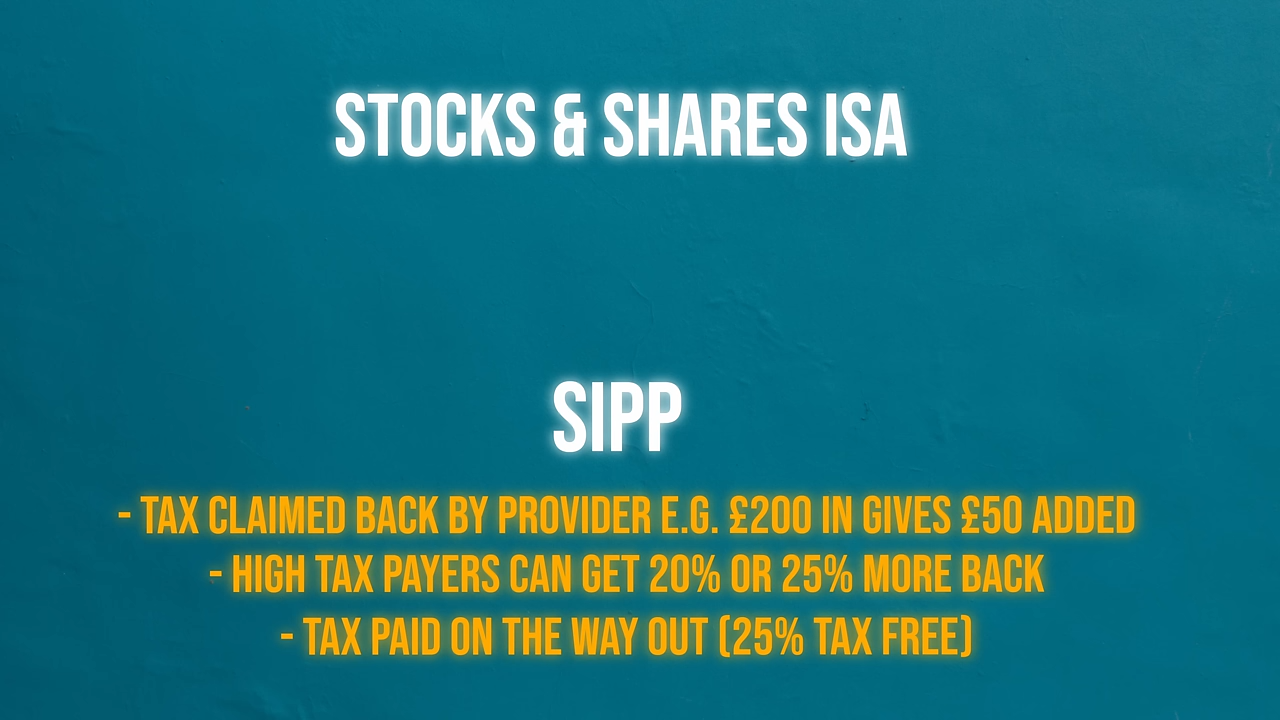 STOCKS & SHARES ISA
SIPP
- TAX CLAIMED BACK BY PROVIDER E.G. £200 IN GIVES £50 ADDED
- HIGH TAX PAYERS CAN GET 20% OR 25% MORE BACK
- TAX PAID ON THE WAY OUT (25% TAX FREE)